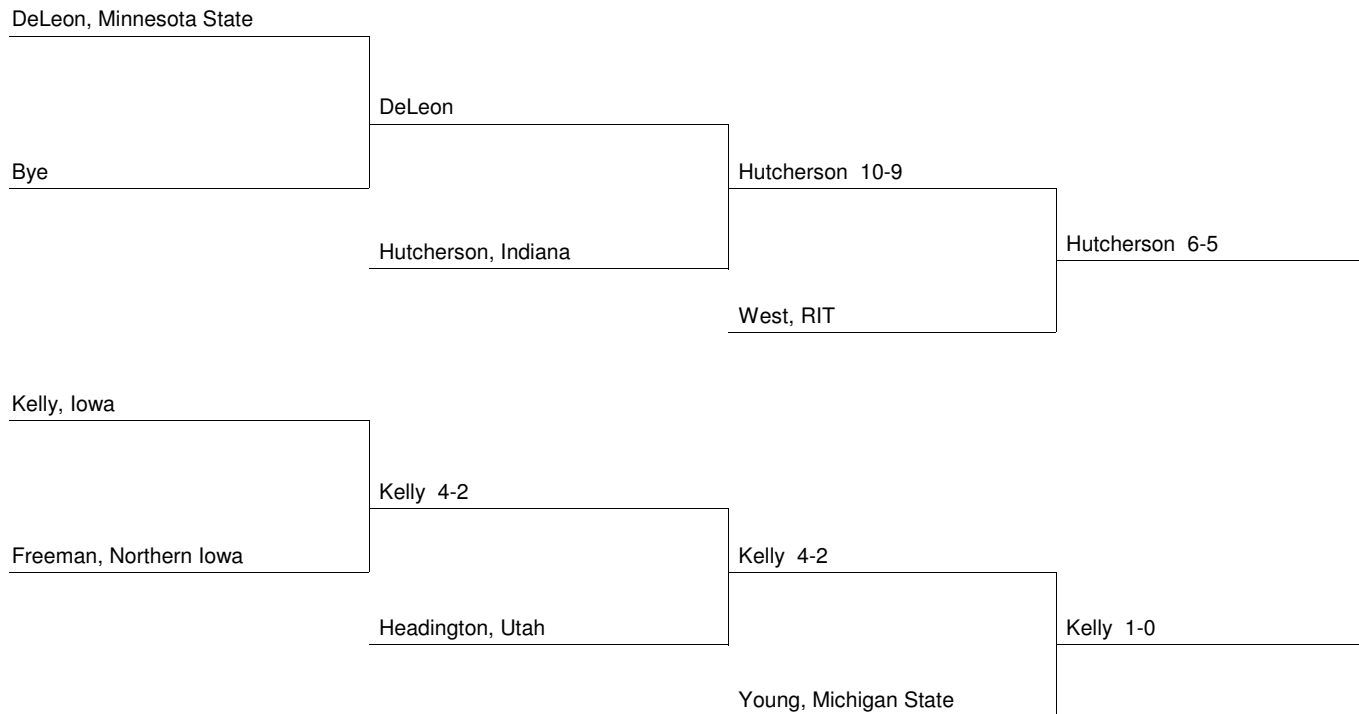 DeLeon, Minnesota State
DeLeon
Bye
Hutcherson 10-9
Hutcherson, Indiana
Hutcherson 6-5
West, RIT
Kelly, Iowa
Kelly 4-2
Freeman, Northern Iowa
Kelly 4-2
Headington, Utah
Kelly 1-0
Young, Michigan State